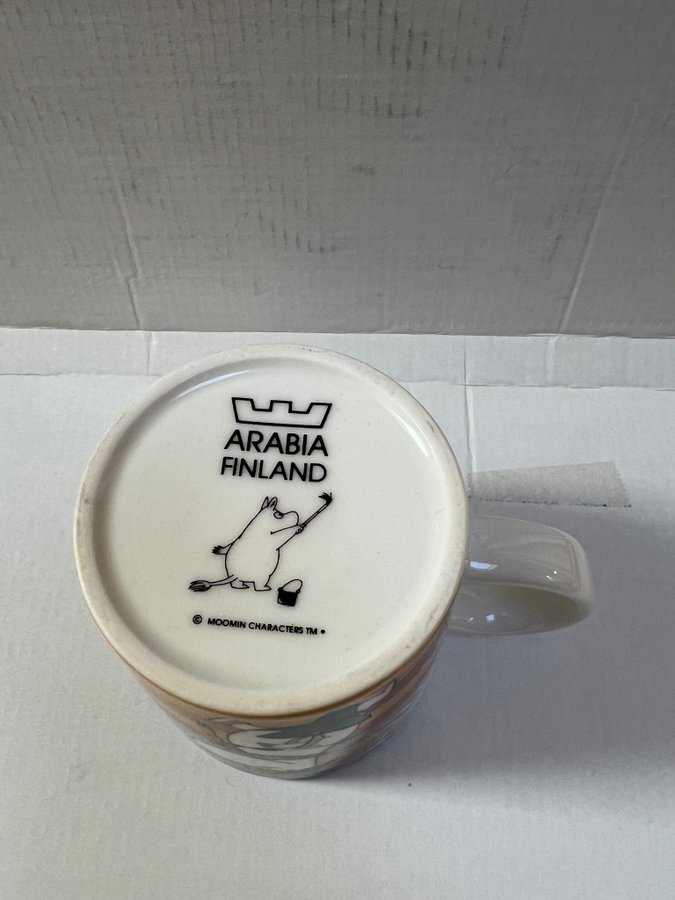 ARABIA
FINLAND
© MOOMIN CHARACTERS TM •